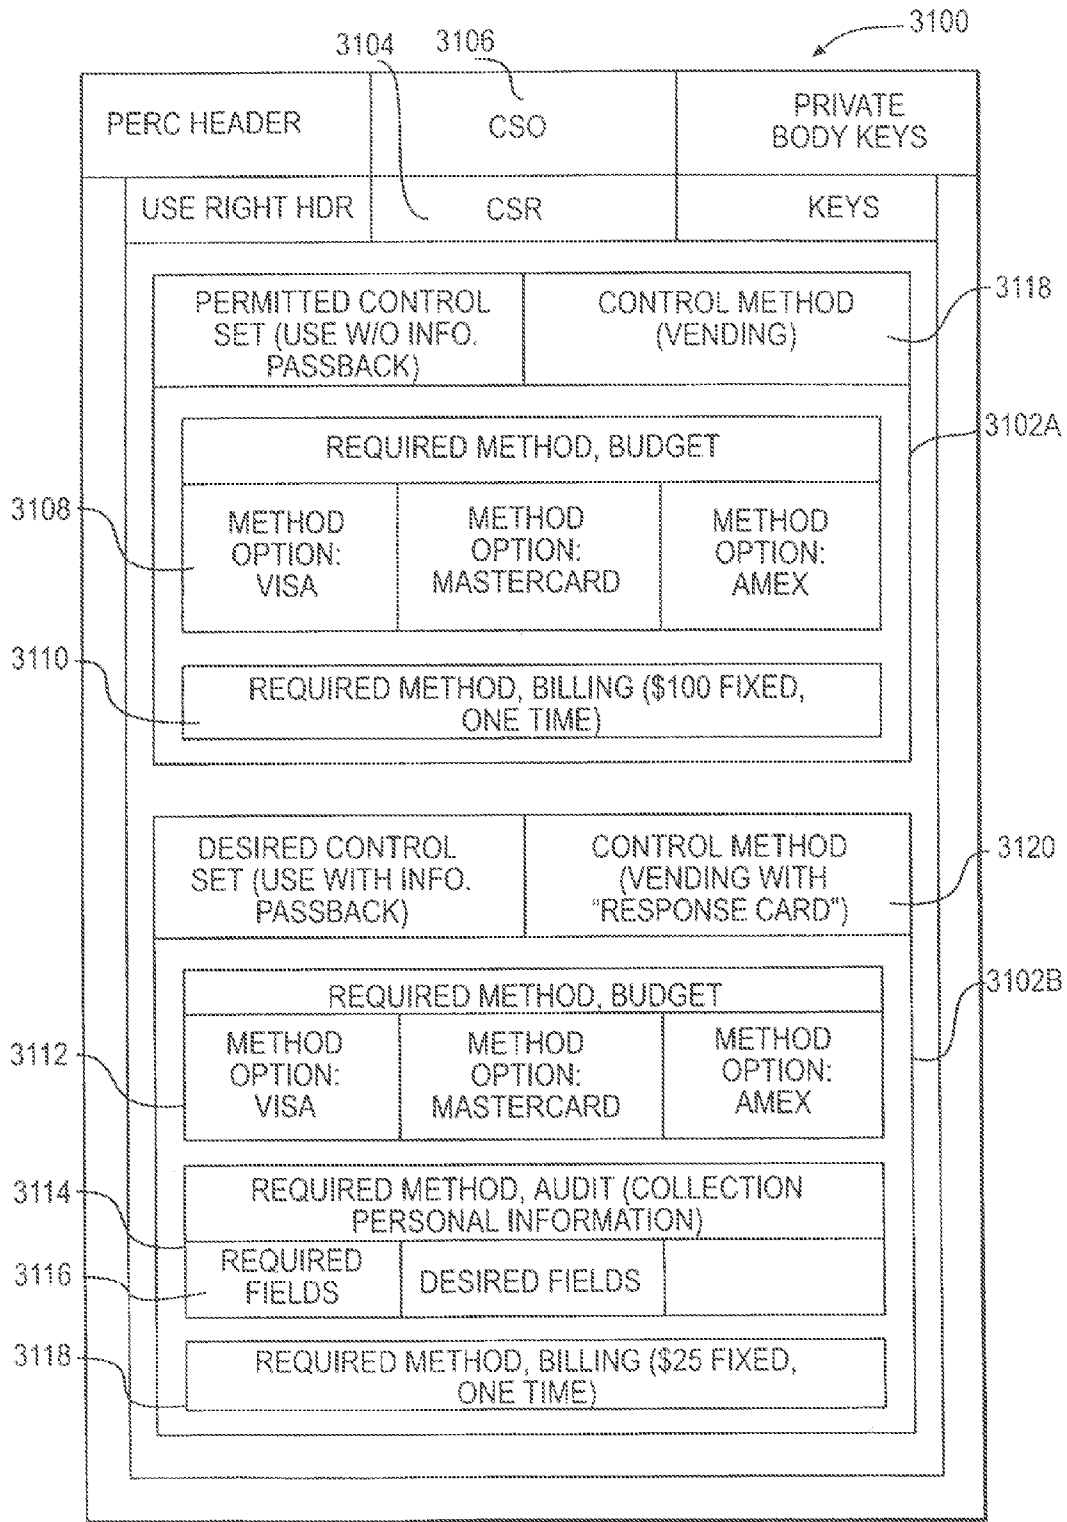 3100
3104
3106
PERC HEADER
CSO
PRIVATE
BODY KEYS
USE RIGHT HDR
CSR
KEYS
PERMITTED CONTROL
SET (USE W/O INFO.
PASSBACK)
CONTROL METHOD
(VENDING)
3118
3102A
REQUIRED METHOD, BUDGET
3108
METHOD
OPTION:
VISA
METHOD
OPTION:
MASTERCARD
METHOD
OPTION:
AMEX
3110
REQUIRED METHOD, BILLING ($100 FIXED,
ONE TIME)
DESIRED CONTROL
SET (USE WITH INFO.
PASSBACK)
CONTROL METHOD
(VENDING WITH
"RESPONSE CARD")
3120
3102B
REQUIRED METHOD, BUDGET
3112
METHOD
OPTION:
VISA
METHOD
OPTION:
MASTERCARD
METHOD
OPTION:
AMEX
3114
REQUIRED METHOD, AUDIT (COLLECTION
PERSONAL INFORMATION)
3116
REQUIRED
FIELDS
DESIRED FIELDS
3118
REQUIRED METHOD, BILLING ($25 FIXED,
ONE TIME)